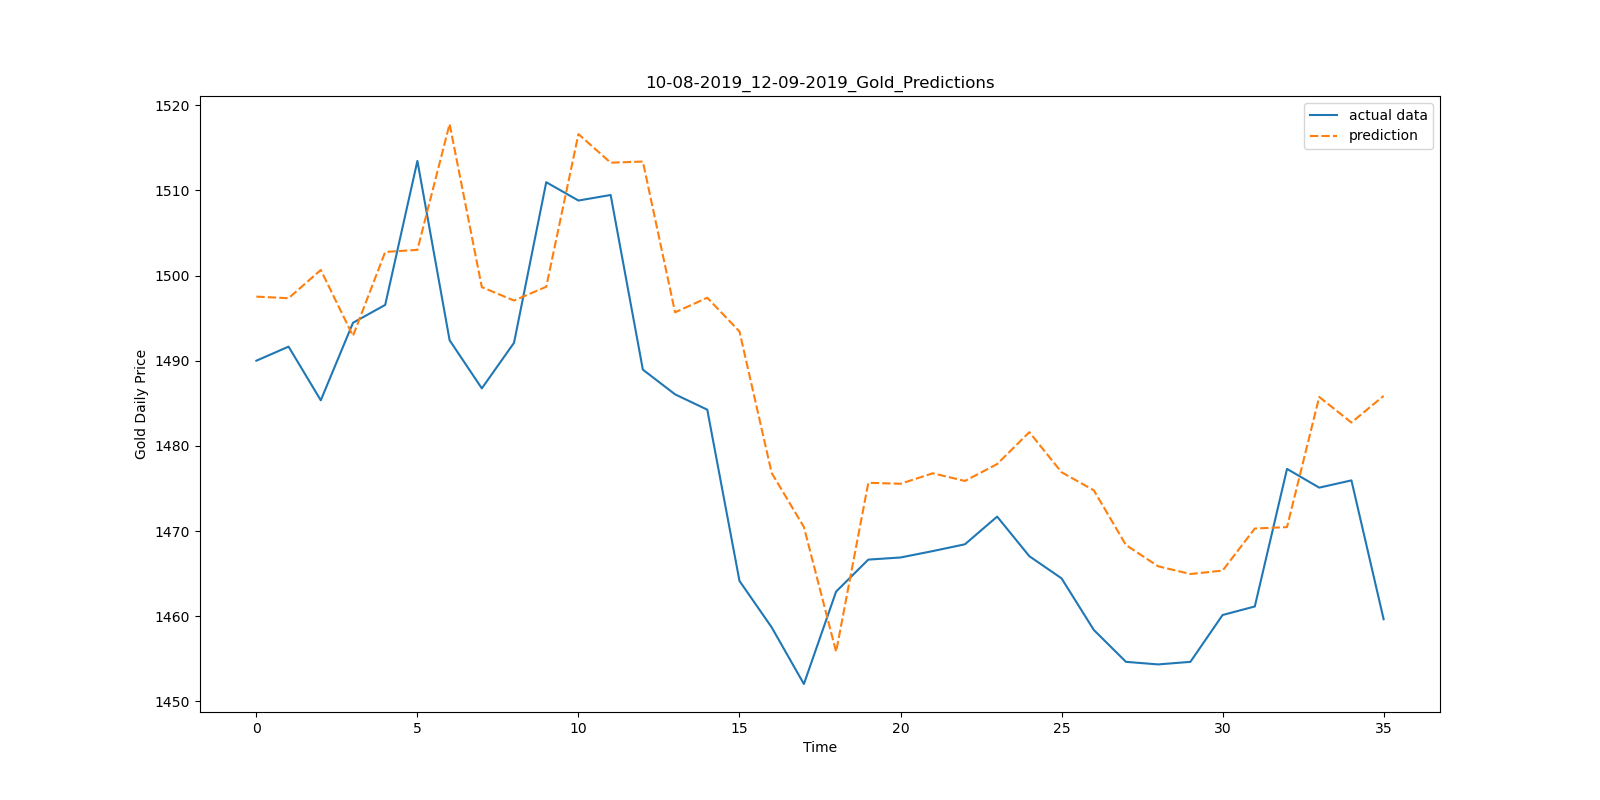 10-08-2019_12-09-2019_Gold_Predictions
actual data
prediction
Gold Daily Price
1520
1510
1500
1490
1480
1470
1460
1450
0 5 10 15 20 25 30 35
Time